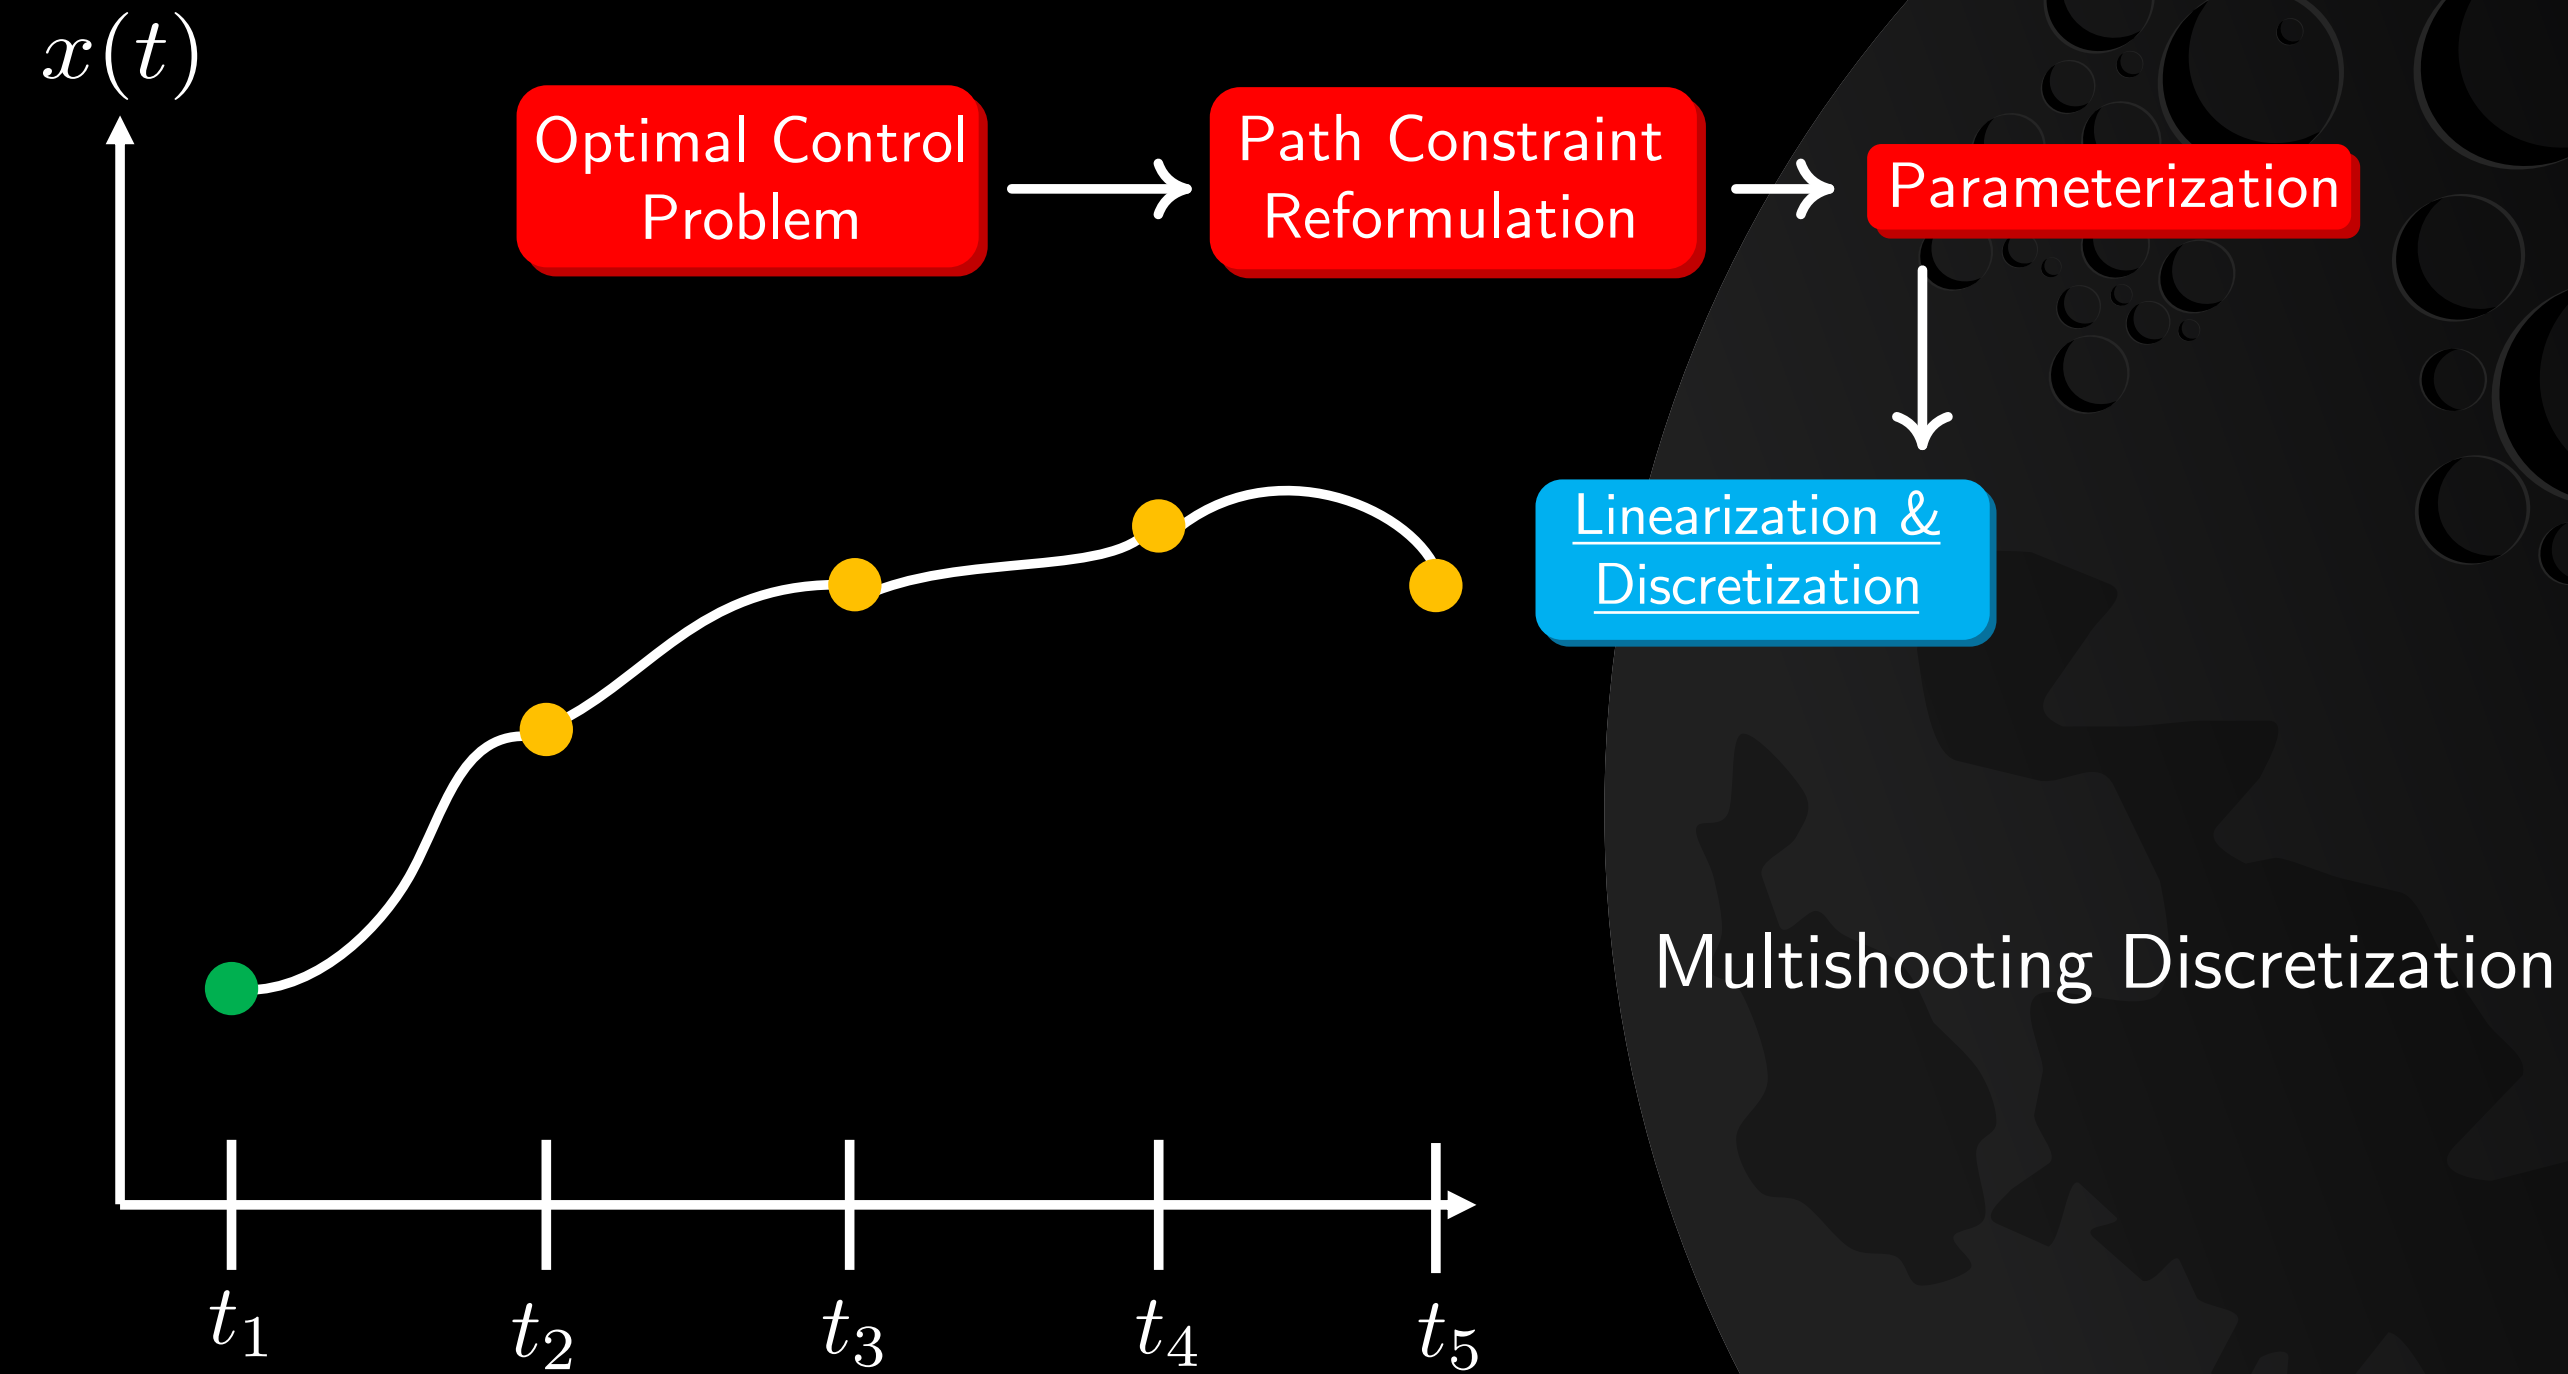 x(t)
Optimal Control
Problem
Path Constraint
Reformulation
Parameterization
Linearization &
Discretization
Multishooting Discretization
t₁
t₂
t₃
t₄
t₅